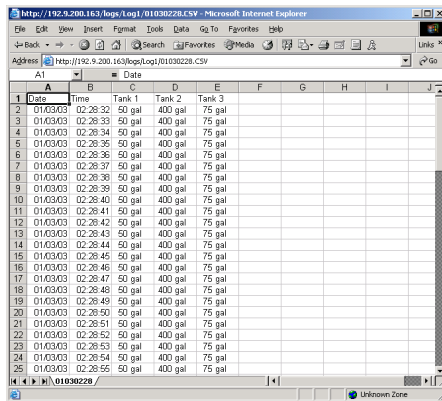 http://192.9.200.163/logs/Log1/01030228.CSV - Microsoft Internet Explorer
File Edit View Insert Format Tools Data Go To Favorites Help
Back Search Favorites Media Links »
Address http://192.9.200.163/logs/Log1/01030228.CSV Go
A1 = Date
A B C D E F G H I J
1 Date Time Tank 1 Tank 2 Tank 3
2 01/03/03 02:28:32 50 gal 400 gal 75 gal
3 01/03/03 02:28:33 50 gal 400 gal 75 gal
4 01/03/03 02:28:34 50 gal 400 gal 75 gal
5 01/03/03 02:28:35 50 gal 400 gal 75 gal
6 01/03/03 02:28:36 50 gal 400 gal 75 gal
7 01/03/03 02:28:37 50 gal 400 gal 75 gal
8 01/03/03 02:28:38 50 gal 400 gal 75 gal
9 01/03/03 02:28:39 50 gal 400 gal 75 gal
10 01/03/03 02:28:40 50 gal 400 gal 75 gal
11 01/03/03 02:28:41 50 gal 400 gal 75 gal
12 01/03/03 02:28:42 50 gal 400 gal 75 gal
13 01/03/03 02:28:43 50 gal 400 gal 75 gal
14 01/03/03 02:28:44 50 gal 400 gal 75 gal
15 01/03/03 02:28:45 50 gal 400 gal 75 gal
16 01/03/03 02:28:46 50 gal 400 gal 75 gal
17 01/03/03 02:28:47 50 gal 400 gal 75 gal
18 01/03/03 02:28:48 50 gal 400 gal 75 gal
19 01/03/03 02:28:49 50 gal 400 gal 75 gal
20 01/03/03 02:28:50 50 gal 400 gal 75 gal
21 01/03/03 02:28:51 50 gal 400 gal 75 gal
22 01/03/03 02:28:52 50 gal 400 gal 75 gal
23 01/03/03 02:28:53 50 gal 400 gal 75 gal
24 01/03/03 02:28:54 50 gal 400 gal 75 gal
25 01/03/03 02:28:55 50 gal 400 gal 75 gal
01030228
Unknown Zone